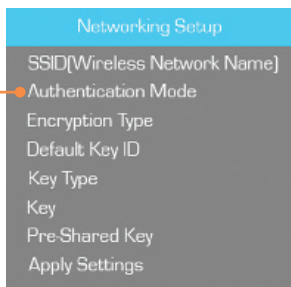 Networking Setup
SSID(Wireless Network Name)
Authentication Mode
Encryption Type
Default Key ID
Key Type
Key
Pre-Shared Key
Apply Settings